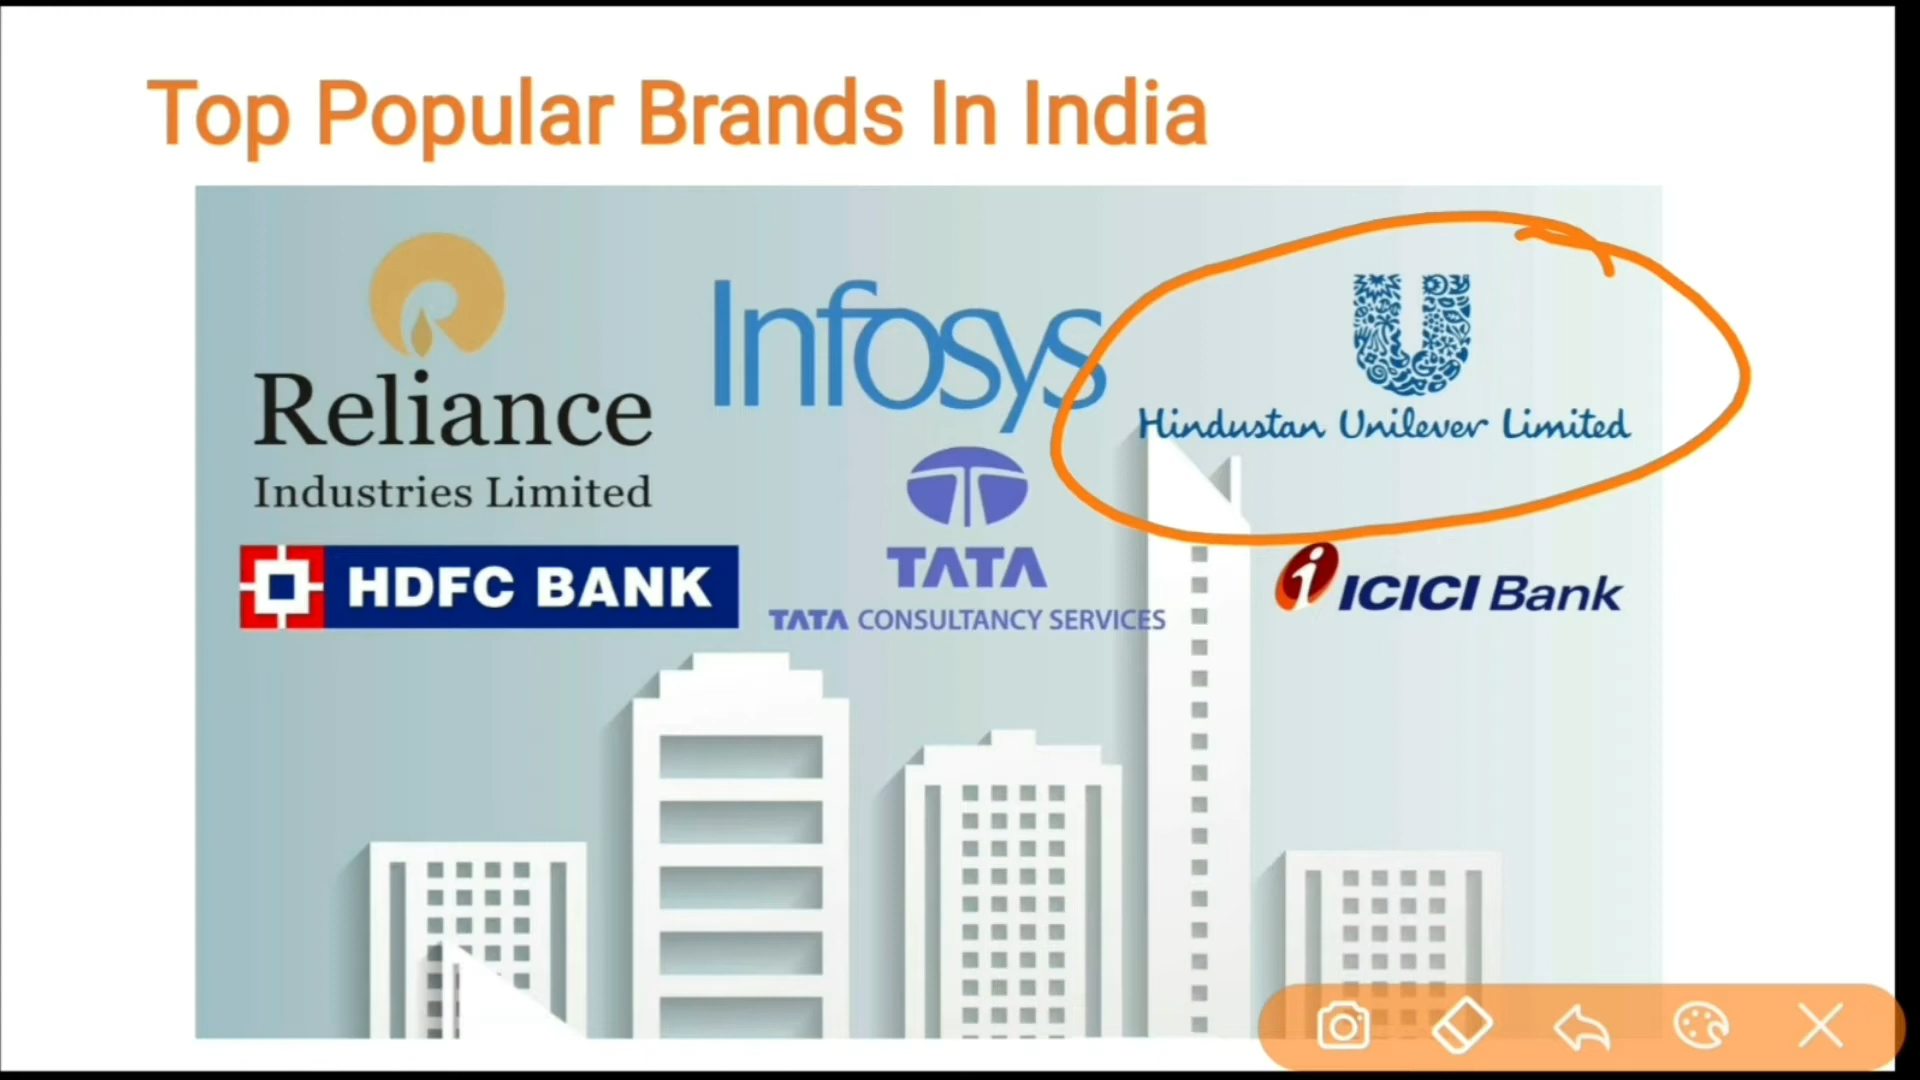 Top Popular Brands In India
Reliance
Industries Limited
Infosys
Hindustan Unilever Limited
HDFC BANK
TATA
TATA CONSULTANCY SERVICES
i ICICI Bank